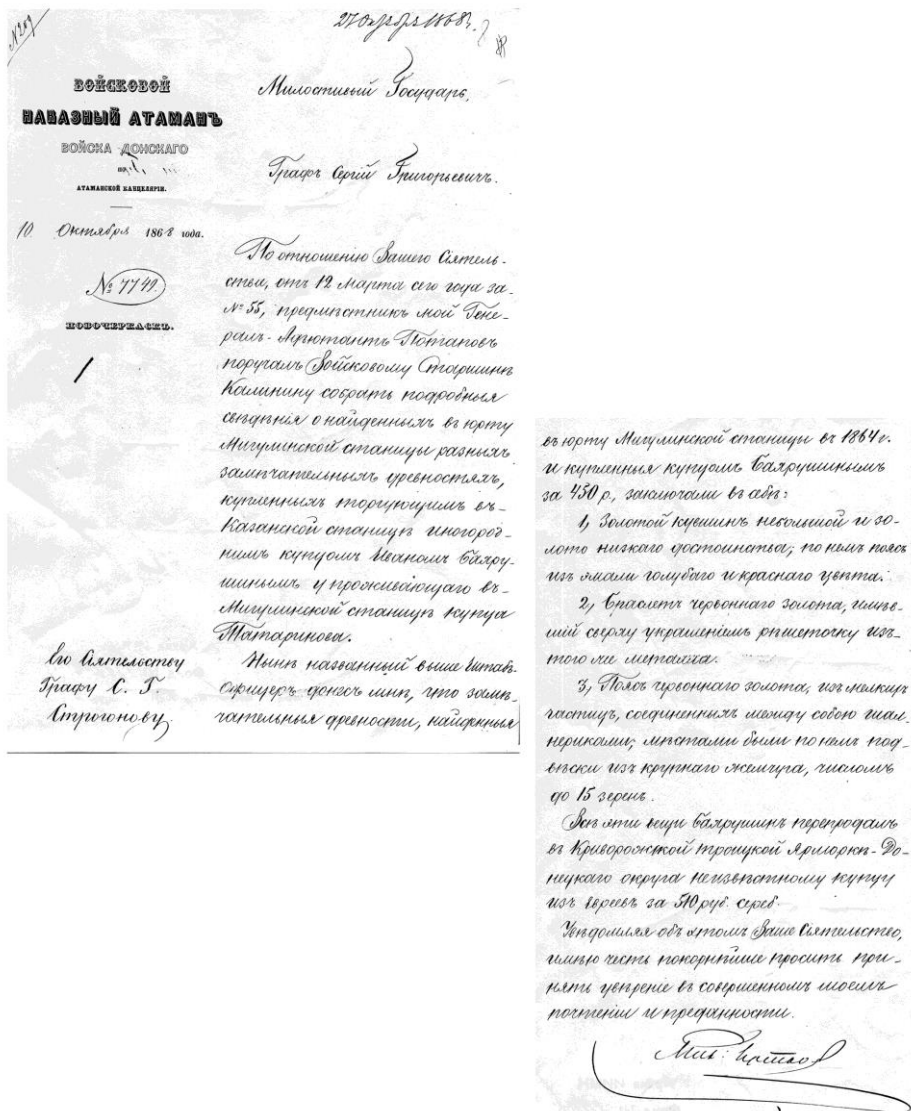 № 209
27 Октября 1868 г.
ВОЙСКОВОЙ
НАКАЗНЫЙ АТАМАНЪ
ВОЙСКА ДОНСКАГО
АТАМАНСКОЙ КАНЦЕЛЯРІИ.
10 Октября 1868 года.
№ 7749.
НОВОЧЕРКАСКЪ.
Его Сіятельству
Графу С. Г.
Строгонову.
Милостивый Государь,
Графъ Сергій Григорьевичъ.
По отношенію Вашего Сіятель-
ства, отъ 12 Марта сего года за
№ 55, предмѣстникъ мой Гене-
ралъ-Адъютантъ Потаповъ
поручалъ Войсковому Старшинѣ
Калинину собрать подробныя
свѣдѣнія о найденныхъ въ юрту
Мигулинской станицы разныхъ
замѣчательныхъ древностяхъ,
купленныхъ торгующимъ въ-
Казанской станицѣ иногород-
нимъ купцомъ Иваномъ Баяру-
шинымъ у проживающаго въ-
Мигулинской станицѣ купца
Татаринова.
Нынѣ названный выше Штабъ-
Офицеръ донесъ мнѣ, что замѣ-
чательныя древности, найденныя
въ юрту Мигулинской станицы въ 1864 г.
и купленныя купцомъ Баярушинымъ
за 450 р., заключали въ себѣ:
1, Золотой кувшинъ небольшой и зо-
лото низкаго достоинства; по немъ поясъ
изъ эмали голубаго и краснаго цвѣта.
2, Браслетъ червоннаго золота, имѣв-
шій сверху украшеніемъ рѣшеточку изъ
того же металла.
3, Поясъ червоннаго золота, изъ мелкихъ
частицъ, соединенныхъ между собою шал-
нериками; мѣстами были по немъ под-
вѣски изъ крупнаго жемчуга, числомъ
до 15 зеренъ.
Всѣ эти вещи Баярушинъ перепродалъ
въ Криворожской троицкой Ярмаркѣ-До-
нецкаго округа неизвѣстному купцу
изъ евреевъ за 510 руб. сереб.
Увѣдомляя объ этомъ Ваше Сіятельство,
имѣю честь покорнѣйше просить при-
нять увѣреніе въ совершенномъ моемъ
почтеніи и преданности.